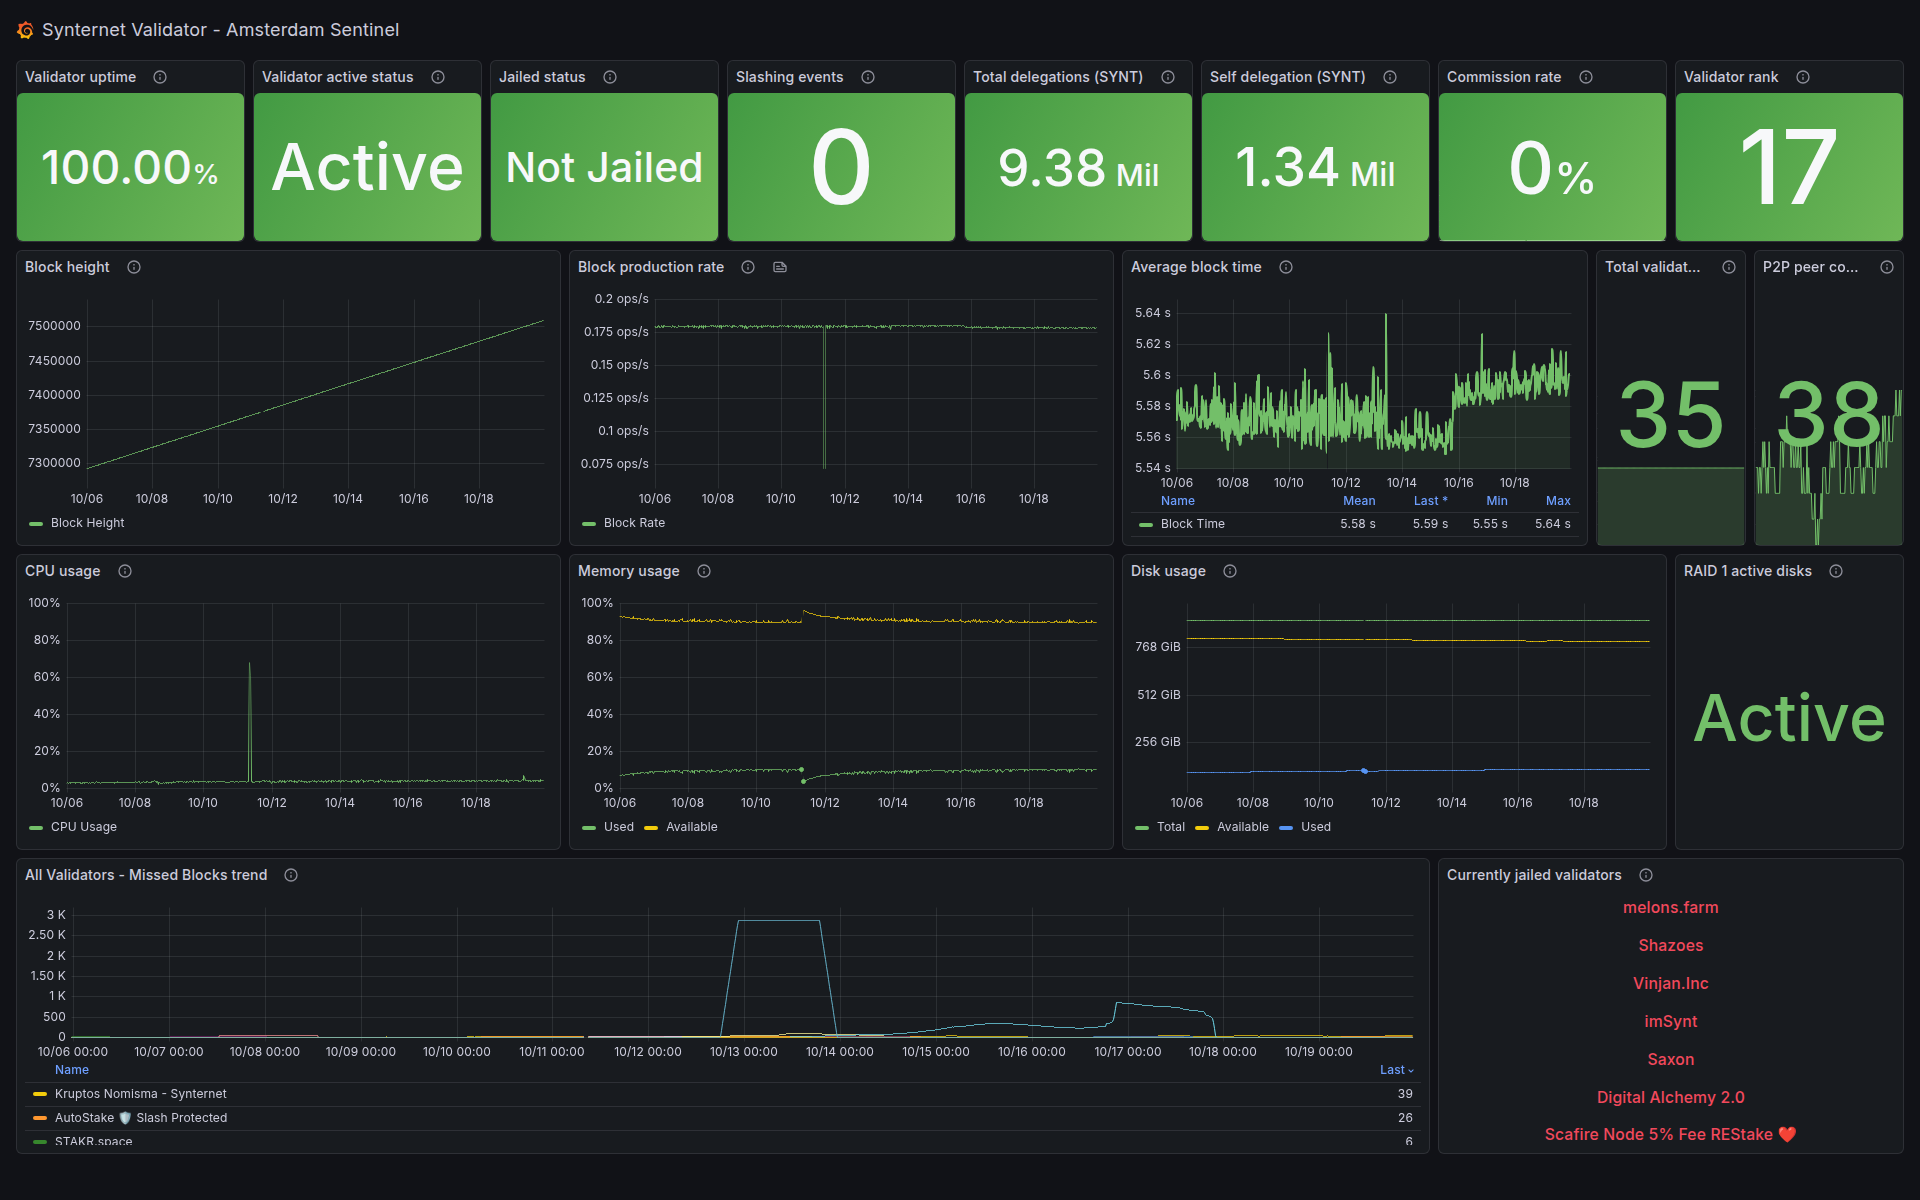 Synternet Validator - Amsterdam Sentinel
Validator uptime
100.00%
Validator active status
Active
Jailed status
Not Jailed
Slashing events
0
Total delegations (SYNT)
9.38 Mil
Self delegation (SYNT)
1.34 Mil
Commission rate
0%
Validator rank
17
Block height
7500000
7450000
7400000
7350000
7300000
10/06 10/08 10/10 10/12 10/14 10/16 10/18
Block Height
Block production rate
0.2 ops/s
0.175 ops/s
0.15 ops/s
0.125 ops/s
0.1 ops/s
0.075 ops/s
10/06 10/08 10/10 10/12 10/14 10/16 10/18
Block Rate
Average block time
5.64 s
5.62 s
5.6 s
5.58 s
5.56 s
5.54 s
10/06 10/08 10/10 10/12 10/14 10/16 10/18
Name Mean Last * Min Max
Block Time 5.58 s 5.59 s 5.55 s 5.64 s
Total validat...
35
P2P peer co...
38
CPU usage
100%
80%
60%
40%
20%
0%
10/06 10/08 10/10 10/12 10/14 10/16 10/18
CPU Usage
Memory usage
100%
80%
60%
40%
20%
0%
10/06 10/08 10/10 10/12 10/14 10/16 10/18
Used Available
Disk usage
768 GiB
512 GiB
256 GiB
10/06 10/08 10/10 10/12 10/14 10/16 10/18
Total Available Used
RAID 1 active disks
Active
All Validators - Missed Blocks trend
3 K
2.50 K
2 K
1.50 K
1 K
500
0
10/06 00:00 10/07 00:00 10/08 00:00 10/09 00:00 10/10 00:00 10/11 00:00 10/12 00:00 10/13 00:00 10/14 00:00 10/15 00:00 10/16 00:00 10/17 00:00 10/18 00:00 10/19 00:00
Name Last
Kruptos Nomisma - Synternet 39
AutoStake 🛡️ Slash Protected 26
STAKR.space 6
Currently jailed validators
melons.farm
Shazoes
Vinjan.Inc
imSynt
Saxon
Digital Alchemy 2.0
Scafire Node 5% Fee REStake ❤️